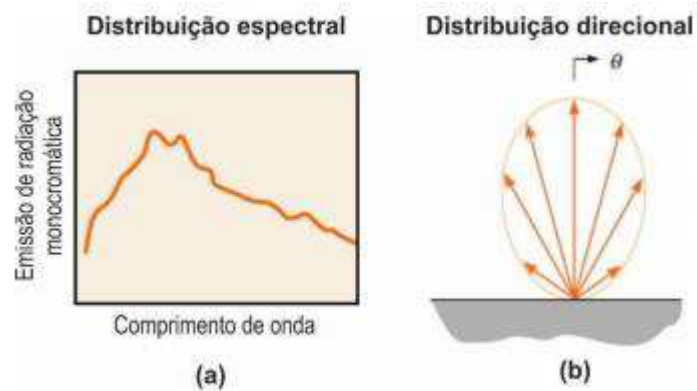 Distribuição espectral
Emissão de radiação
monocromática
Comprimento de onda
(a)
Distribuição direcional
θ
(b)